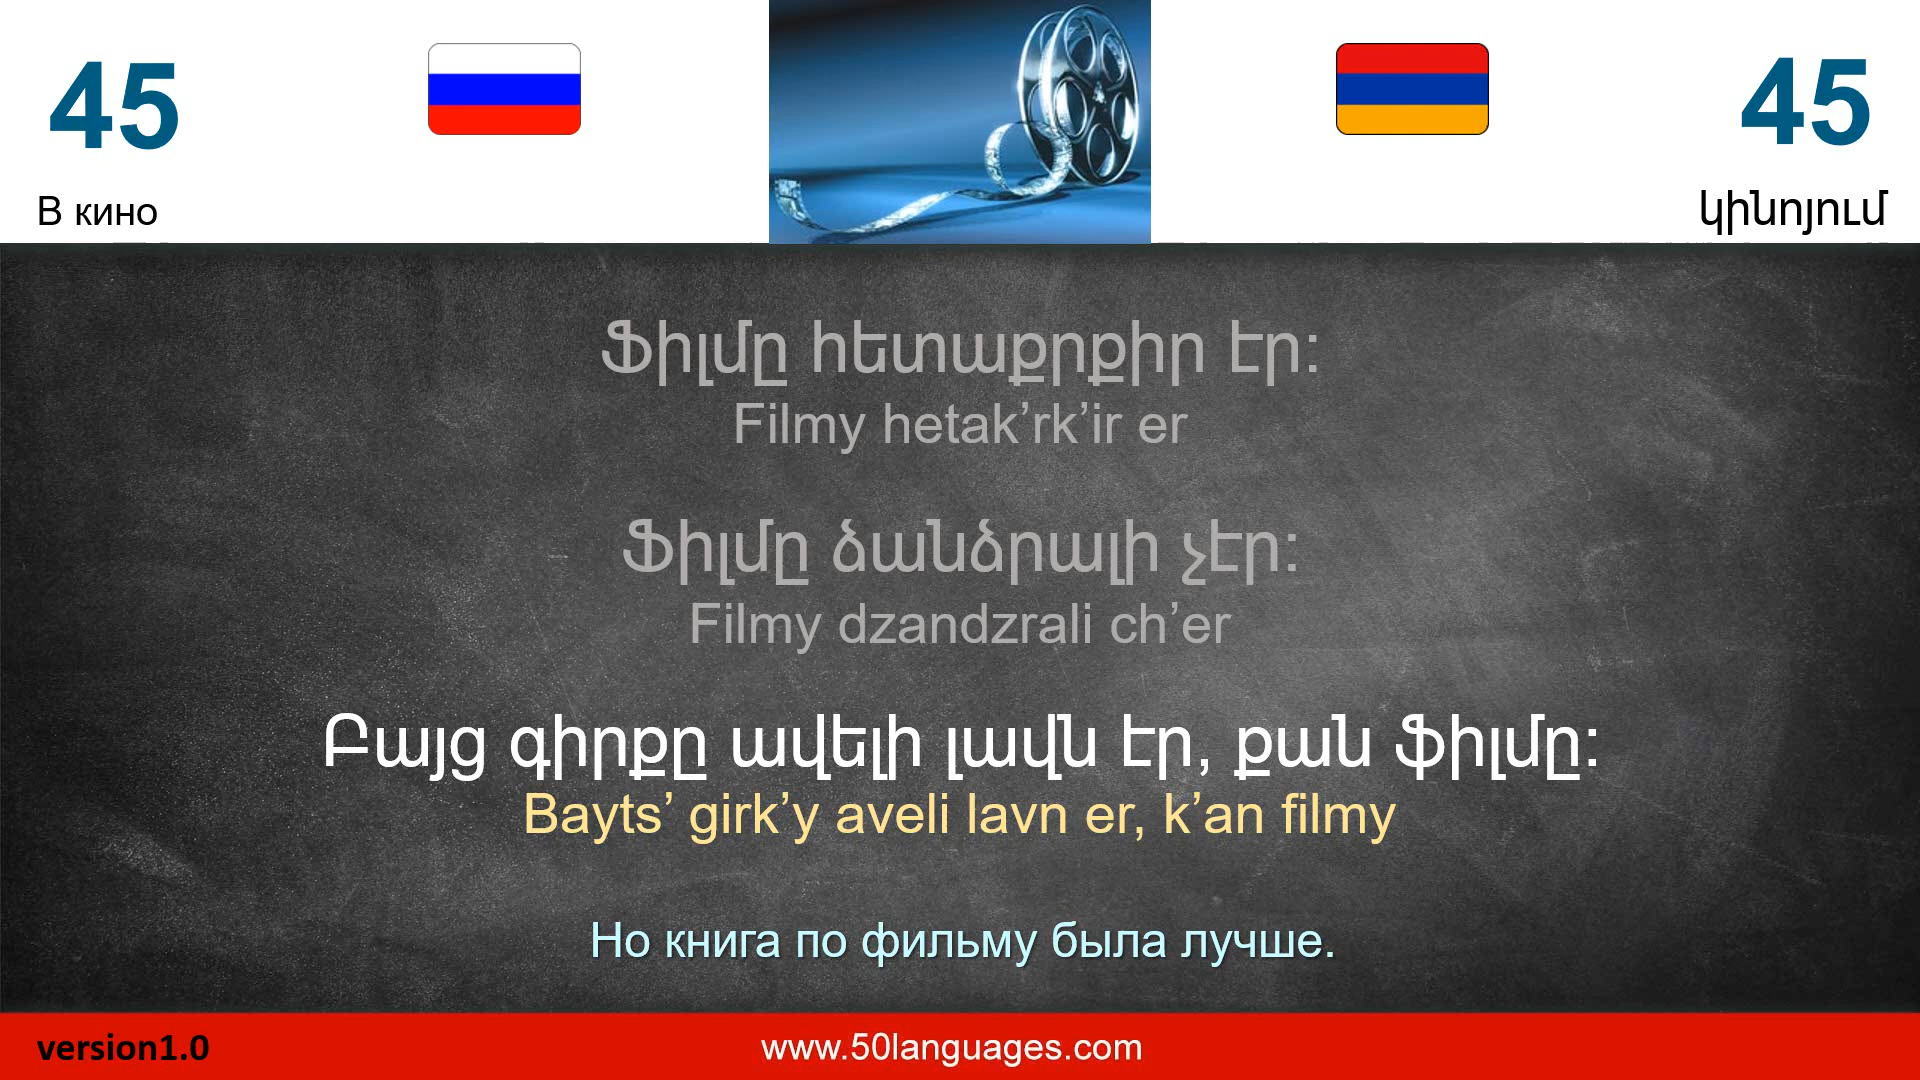 45
45
В кино
կինոյում
Ֆիլմը հետաքրքիր էր:
Filmy hetak’rk’ir er
Ֆիլմը ձանձրալի չէր:
Filmy dzandzrali ch’er
Բայց գիրքը ավելի լավն էր, քան ֆիլմը:
Bayts’ girk’y aveli lavn er, k’an filmy
Но книга по фильму была лучше.
version1.0
www.50languages.com